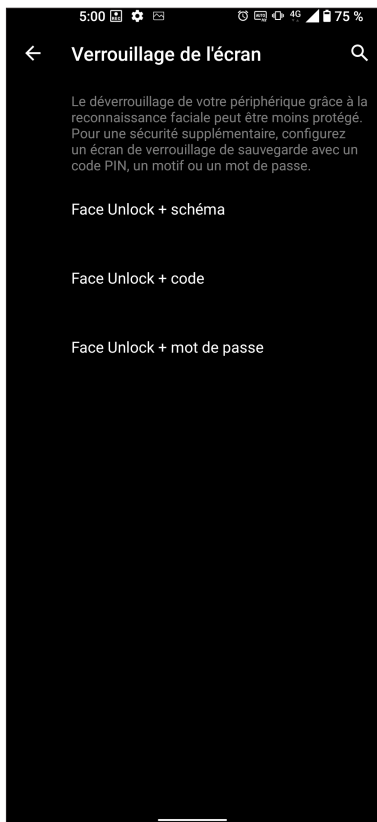 5:00
4G 75 %
Verrouillage de l'écran
Le déverrouillage de votre périphérique grâce à la
reconnaissance faciale peut être moins protégé.
Pour une sécurité supplémentaire, configurez
un écran de verrouillage de sauvegarde avec un
code PIN, un motif ou un mot de passe.
Face Unlock + schéma
Face Unlock + code
Face Unlock + mot de passe